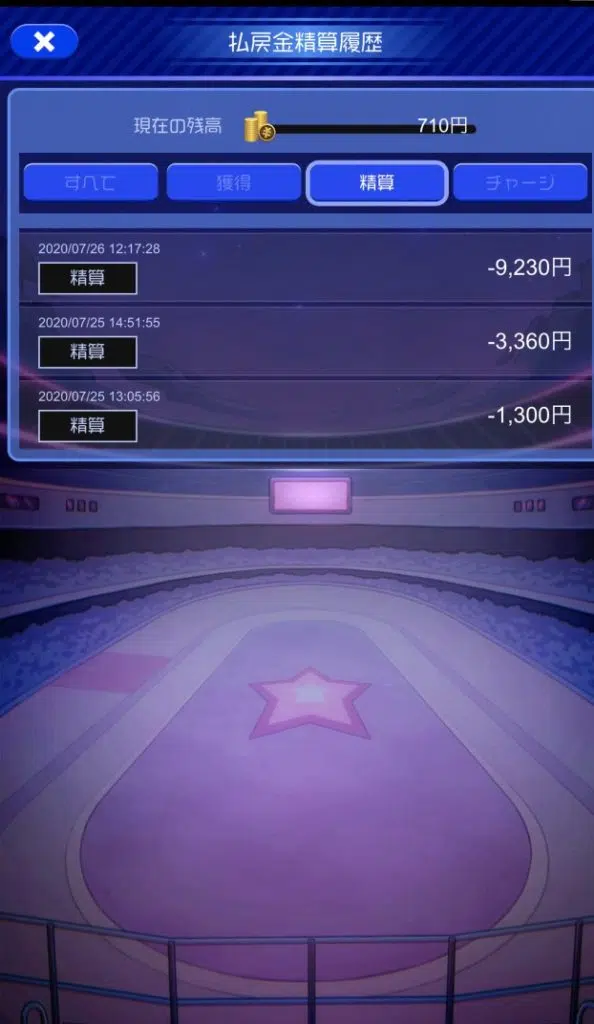 払戻金精算履歴
現在の残高 710円
すべて 獲得 精算 チャージ
2020/07/26 12:17:28
精算 -9,230円
2020/07/25 14:51:55
精算 -3,360円
2020/07/25 13:05:56
精算 -1,300円